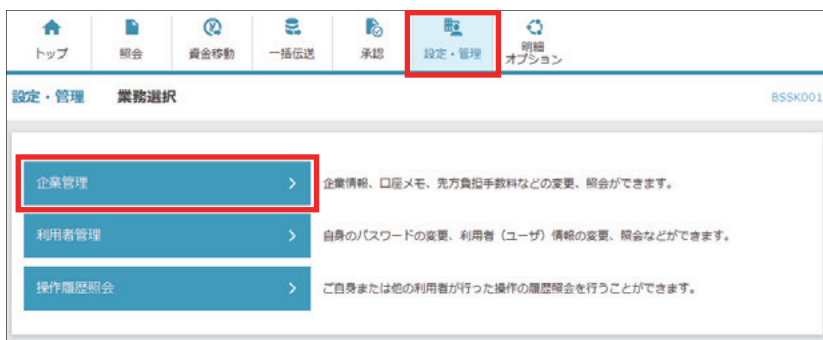 トップ
照会
資金移動
一括伝送
承認
設定・管理
明細
オプション
設定・管理 業務選択 BSSK001
企業管理
企業情報、口座メモ、先方負担手数料などの変更、照会ができます。
利用者管理
自身のパスワードの変更、利用者（ユーザ）情報の変更、照会などができます。
操作履歴照会
ご自身または他の利用者が行った操作の履歴照会を行うことができます。